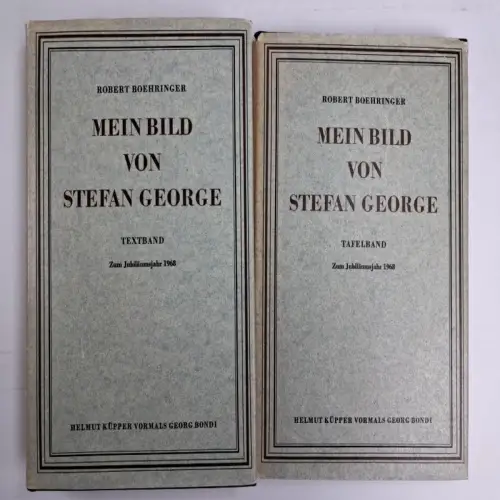 ROBERT BOEHRINGER
MEIN BILD
VON
STEFAN GEORGE
TEXTBAND
Zum Jubiläumsjahr 1968
HELMUT KÜPPER VORMALS GEORG BONDI
ROBERT BOEHRINGER
MEIN BILD
VON
STEFAN GEORGE
TAFELBAND
Zum Jubiläumsjahr 1968
HELMUT KÜPPER VORMALS GEORG BONDI